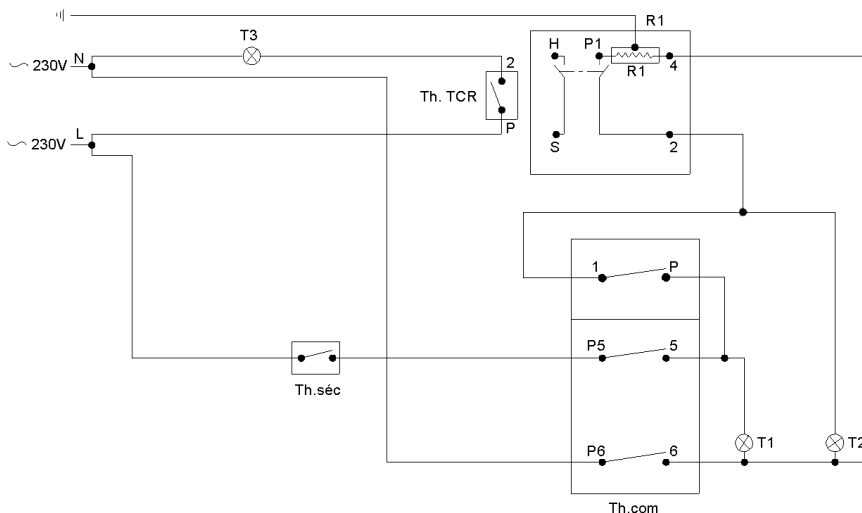 R1
T3
N
230V
2
Th. TCR
P
H
P1
R1
4
L
230V
S
2
1
P
P5
5
Th.séc
P6
6
T1
T2
Th.com